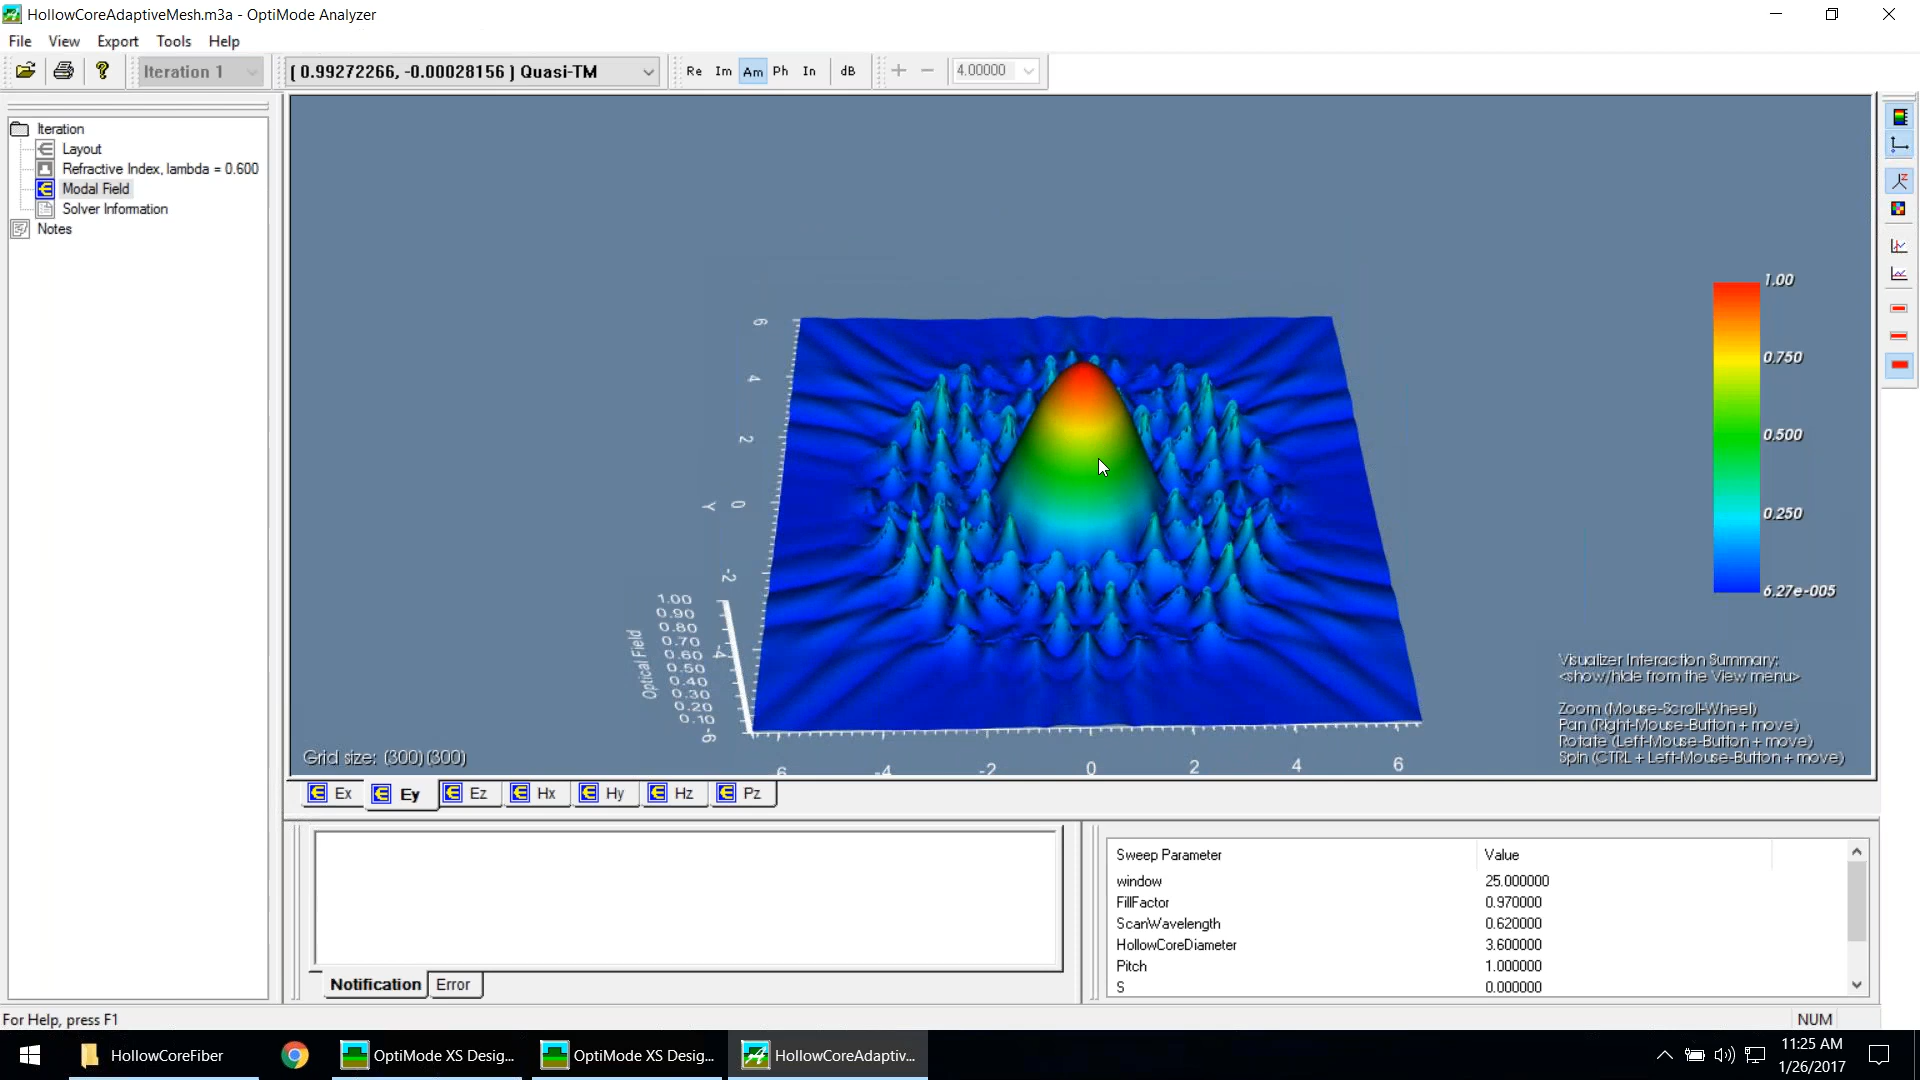 HollowCoreAdaptiveMesh.m3a - OptiMode Analyzer
File View Export Tools Help
Iteration 1
( 0.99272266, -0.00028156 ) Quasi-TM
Re Im Am Ph In dB
4.00000
Iteration
Layout
Refractive Index, lambda = 0.600
Modal Field
Solver Information
Notes
1.00
0.750
0.500
0.250
6.27e-005
6
4
2
0
Y
-2
-4
-6
1.00
0.90
0.80
0.70
0.60
0.50
0.40
0.30
0.20
0.10
Optical Field
-4 -2 0 2 4 6
Visualizer Interaction Summary:
<show/hide from the View menu>
Zoom (Mouse-Scroll-Wheel)
Pan (Right-Mouse-Button + move)
Rotate (Left-Mouse-Button + move)
Spin (CTRL + Left-Mouse-Button + move)
Grid size: (300) (300)
Ex Ey Ez Hx Hy Hz Pz
Notification Error
Sweep Parameter Value
window 25.000000
FillFactor 0.970000
ScanWavelength 0.620000
HollowCoreDiameter 3.600000
Pitch 1.000000
S 0.000000
For Help, press F1
NUM
HollowCoreFiber
OptiMode XS Desig...
OptiMode XS Desig...
HollowCoreAdaptiv...
11:25 AM
1/26/2017